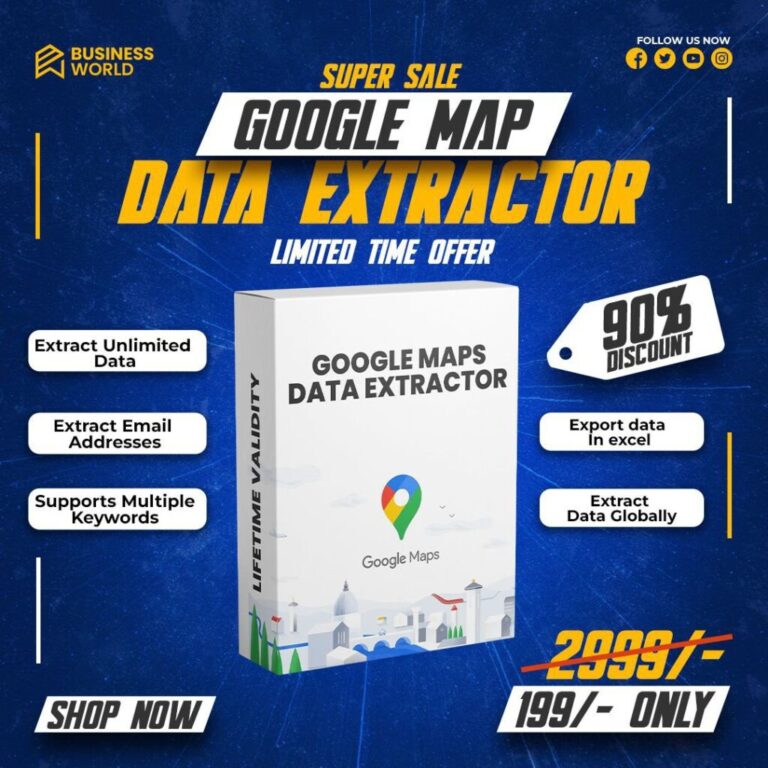 BUSINESS
WORLD
FOLLOW US NOW
SUPER SALE
GOOGLE MAP
DATA EXTRACTOR
LIMITED TIME OFFER
Extract Unlimited
Data
Extract Email
Addresses
Supports Multiple
Keywords
LIFETIME VALIDITY
GOOGLE MAPS
DATA EXTRACTOR
Google Maps
90%
DISCOUNT
Export data
In excel
Extract
Data Globally
SHOP NOW
2999/-
199/- ONLY